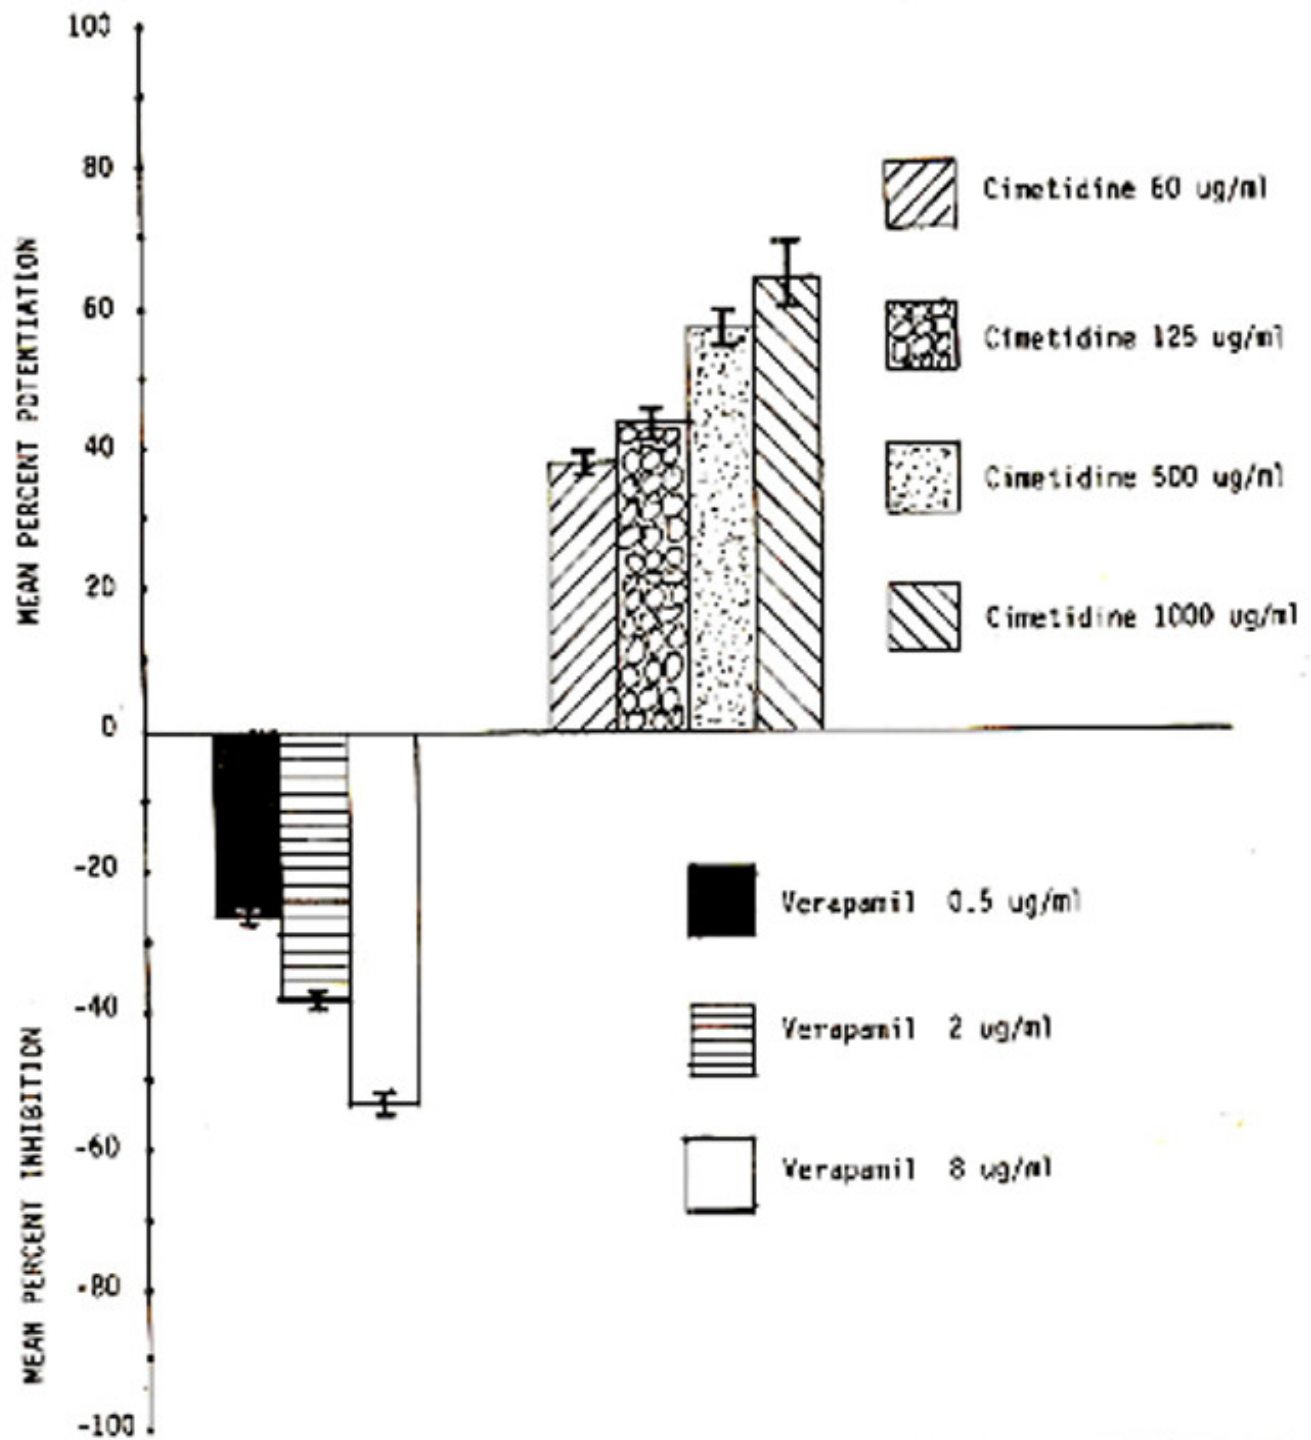 100
80
60
40
20
0
-20
-40
-60
-80
-100
MEAN PERCENT POTENTIATION
MEAN PERCENT INHIBITION
Cimetidine 60 ug/ml
Cimetidine 125 ug/ml
Cimetidine 500 ug/ml
Cimetidine 1000 ug/ml
Verapamil 0.5 ug/ml
Verapamil 2 ug/ml
Verapamil 8 ug/ml